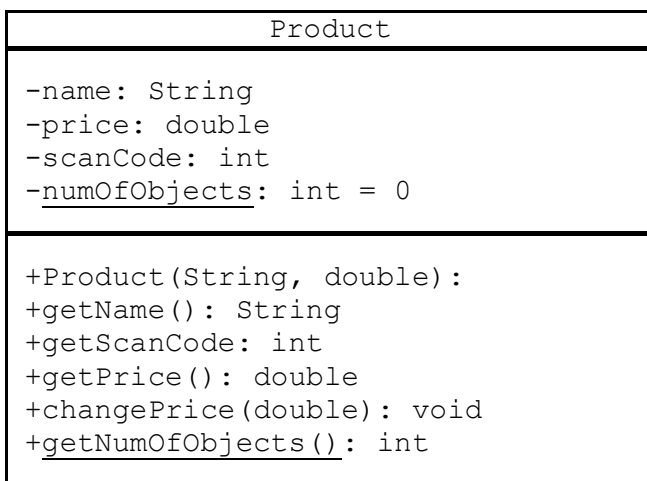 Product
-name: String
-price: double
-scanCode: int
-numOfObjects: int = 0
+Product(String, double):
+getName(): String
+getScanCode: int
+getPrice(): double
+changePrice(double): void
+getNumOfObjects(): int